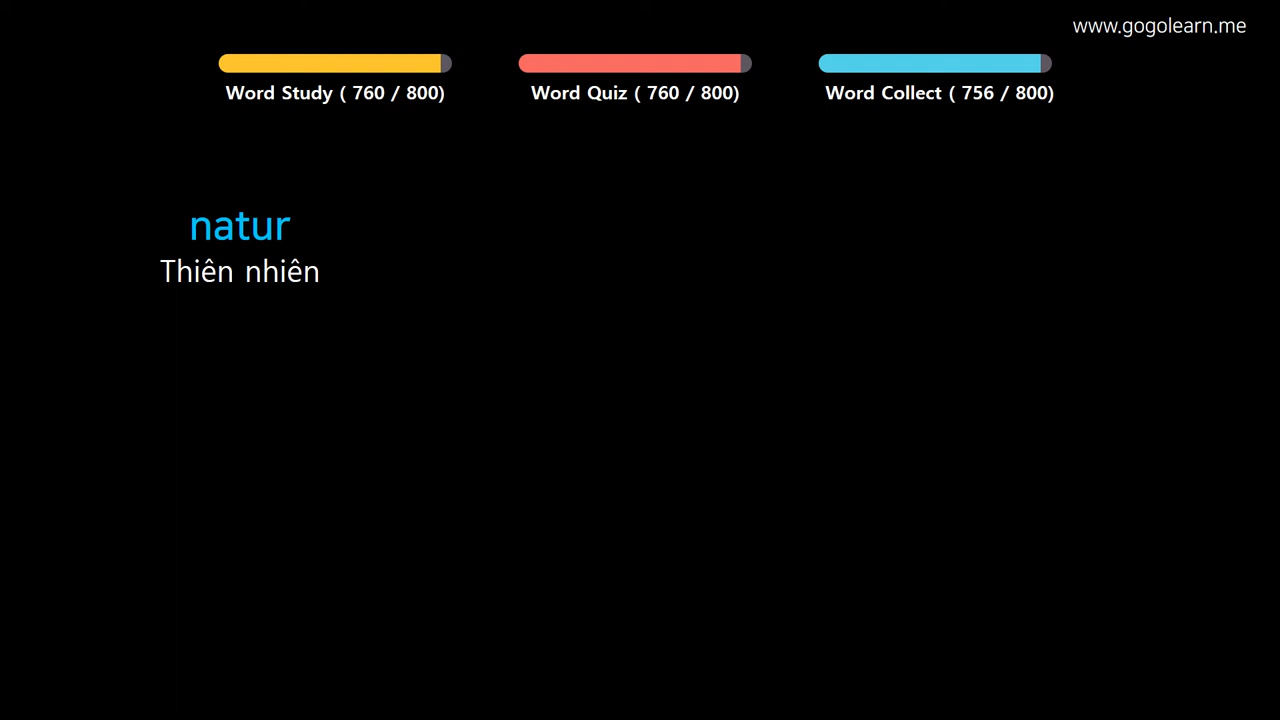 www.gogolearn.me
Word Study ( 760 / 800)
Word Quiz ( 760 / 800)
Word Collect ( 756 / 800)
natur
Thiên nhiên